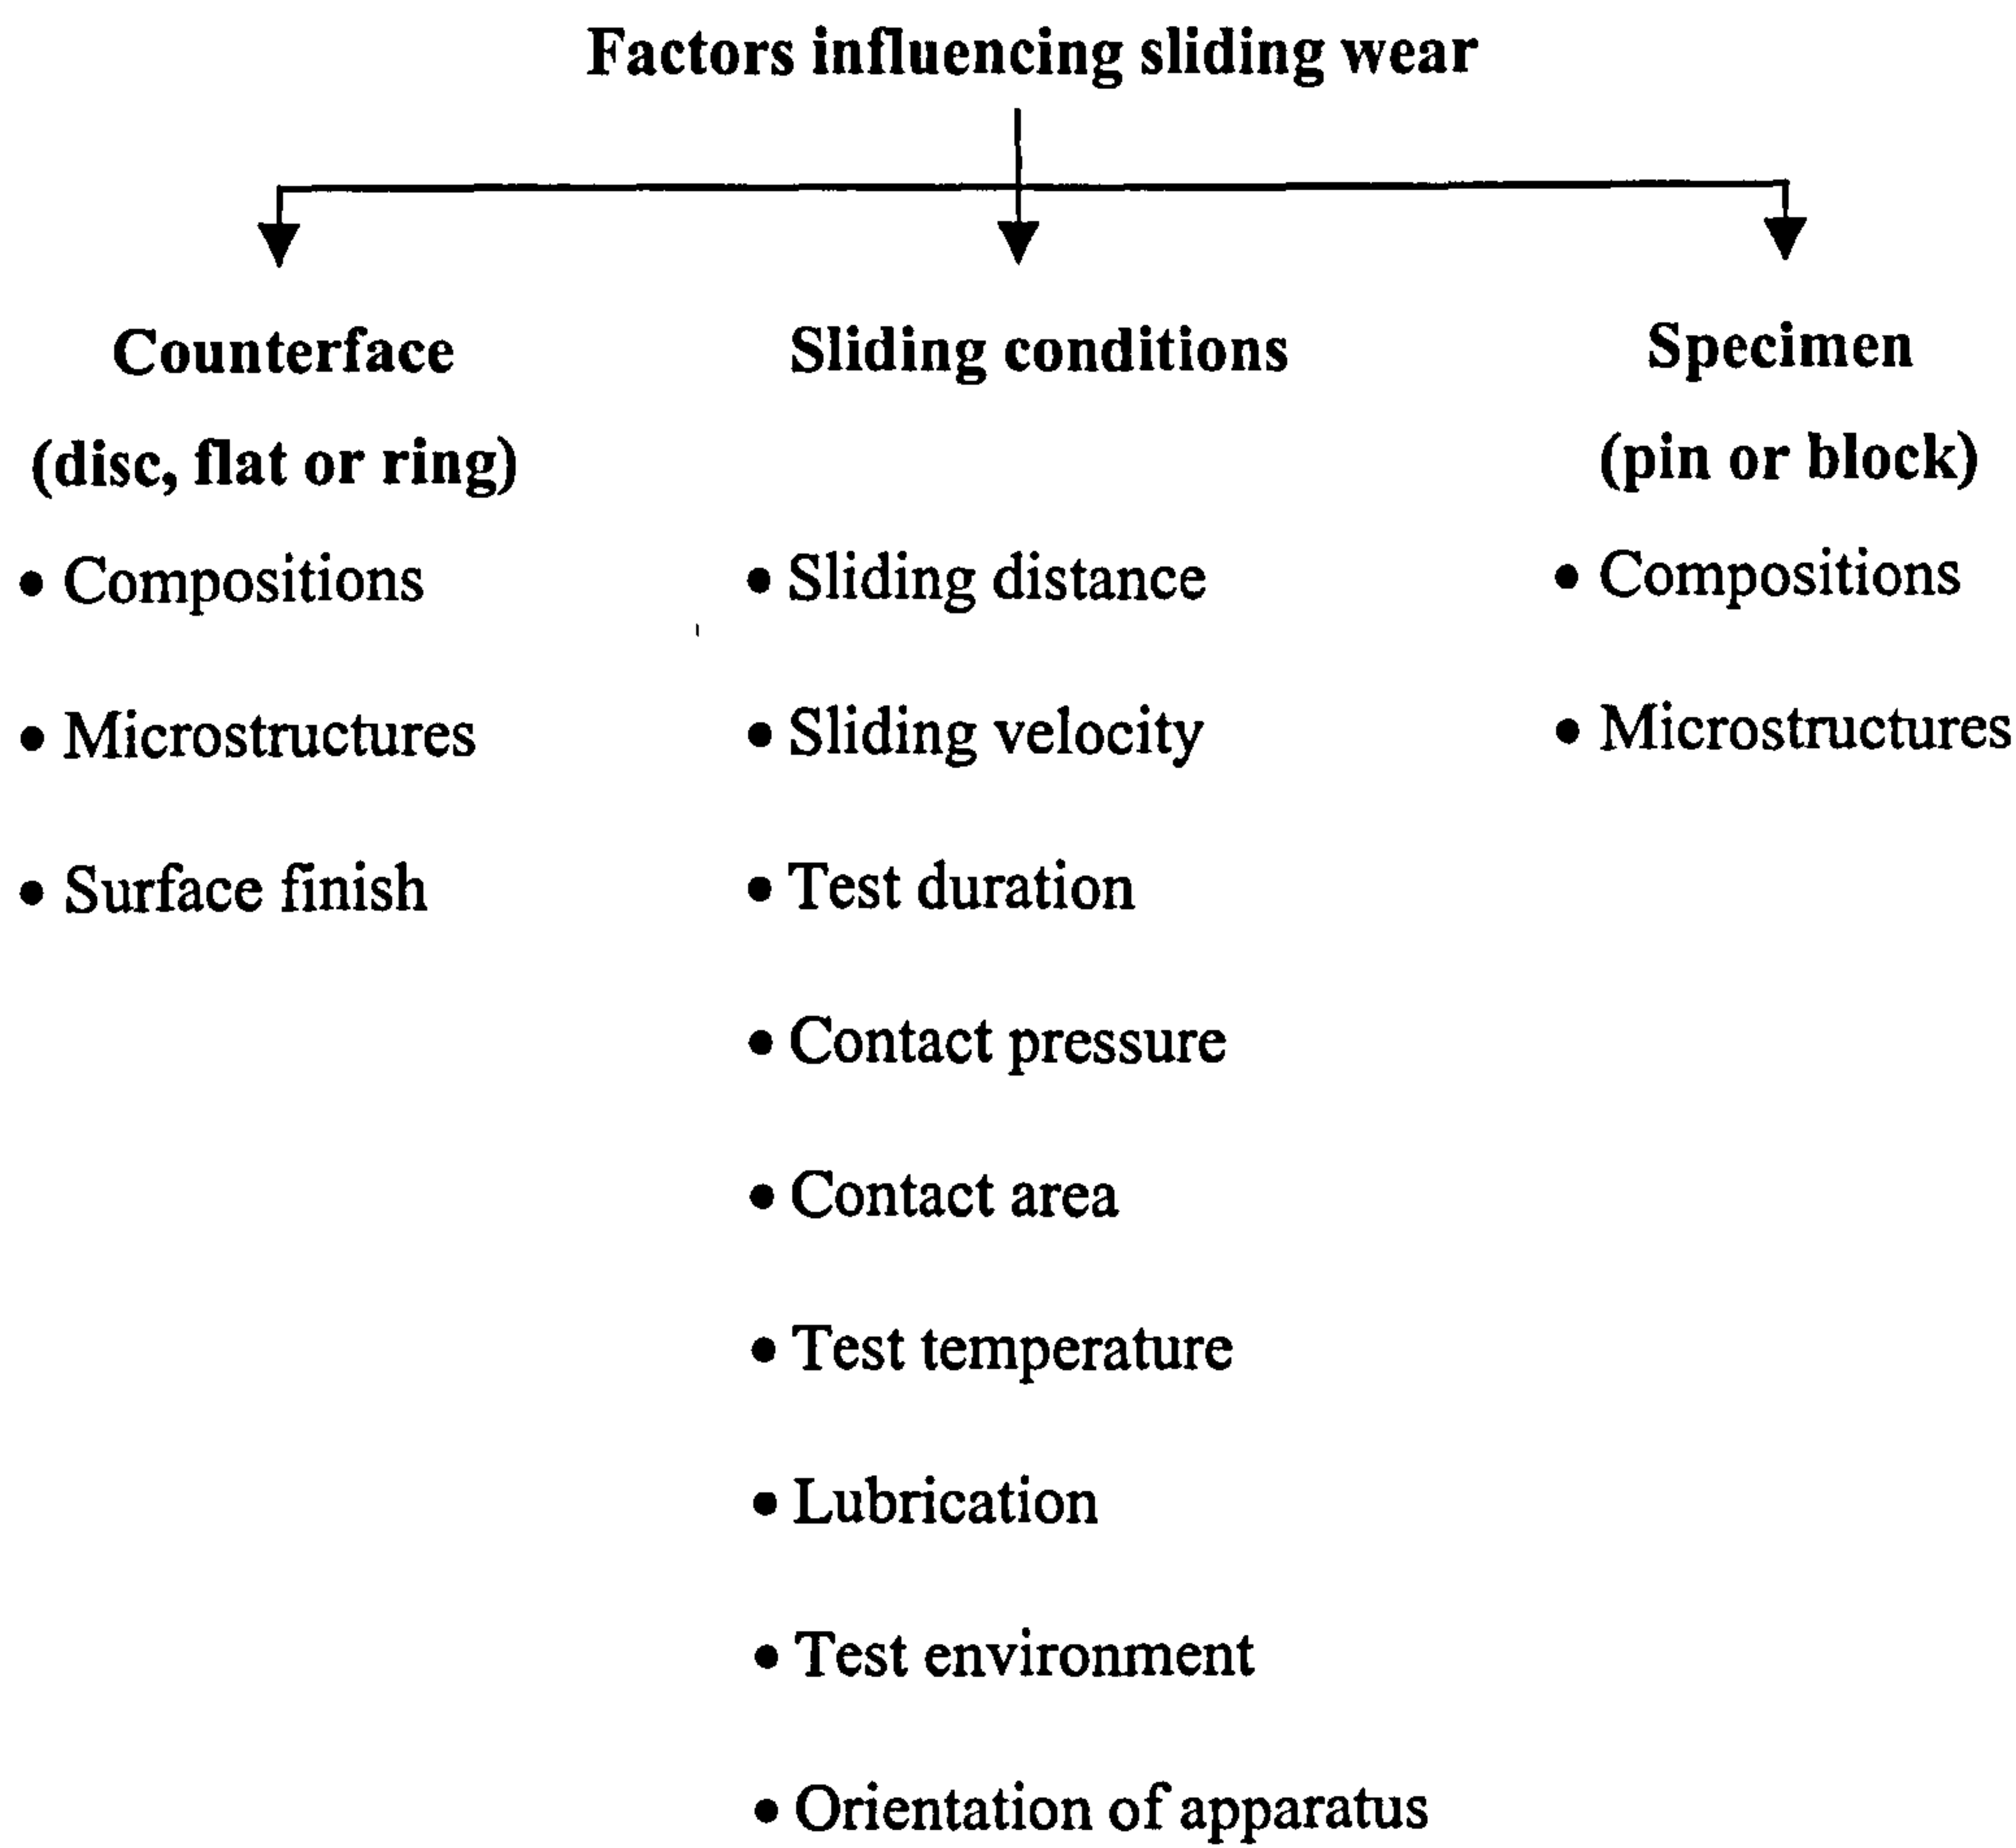 Factors influencing sliding wear
Counterface
(disc, flat or ring)
• Compositions
• Microstructures
• Surface finish
Sliding conditions
• Sliding distance
• Sliding velocity
• Test duration
• Contact pressure
• Contact area
• Test temperature
• Lubrication
• Test environment
• Orientation of apparatus
Specimen
(pin or block)
• Compositions
• Microstructures